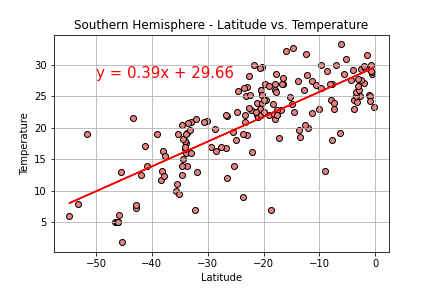 Southern Hemisphere - Latitude vs. Temperature
y = 0.39x + 29.66
Temperature
30
25
20
15
10
5
−50 −40 −30 −20 −10 0
Latitude